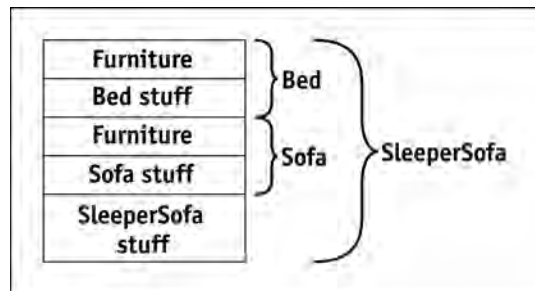 Furniture
Bed stuff
Bed
Furniture
Sofa stuff
Sofa
SleeperSofa
SleeperSofa
stuff